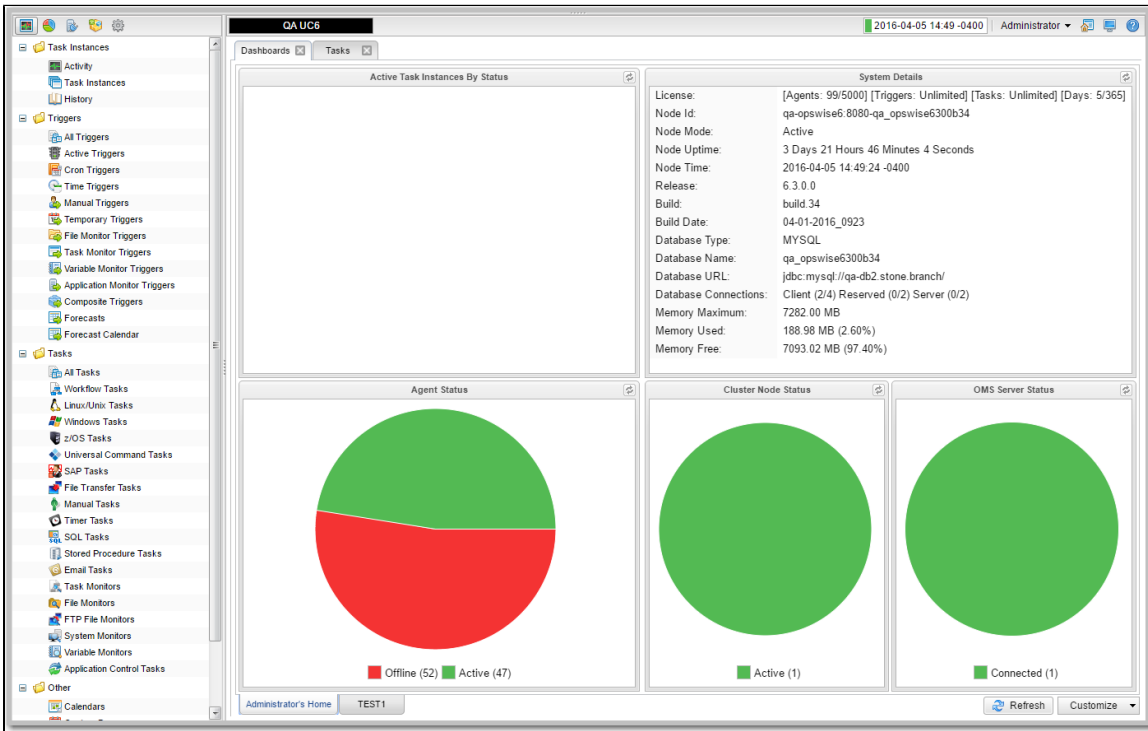 QA UC6
2016-04-05 14:49 -0400
Administrator
Task Instances
Activity
Task Instances
History
Triggers
All Triggers
Active Triggers
Cron Triggers
Time Triggers
Manual Triggers
Temporary Triggers
File Monitor Triggers
Task Monitor Triggers
Variable Monitor Triggers
Application Monitor Triggers
Composite Triggers
Forecasts
Forecast Calendar
Tasks
All Tasks
Workflow Tasks
Linux/Unix Tasks
Windows Tasks
z/OS Tasks
Universal Command Tasks
SAP Tasks
File Transfer Tasks
Manual Tasks
Timer Tasks
SQL Tasks
Stored Procedure Tasks
Email Tasks
Task Monitors
File Monitors
FTP File Monitors
System Monitors
Variable Monitors
Application Control Tasks
Other
Calendars
Dashboards
Tasks
Active Task Instances By Status
System Details
License: [Agents: 99/5000] [Triggers: Unlimited] [Tasks: Unlimited] [Days: 5/365]
Node Id: qa-opswise6:8080-qa_opswise6300b34
Node Mode: Active
Node Uptime: 3 Days 21 Hours 46 Minutes 4 Seconds
Node Time: 2016-04-05 14:49:24 -0400
Release: 6.3.0.0
Build: build.34
Build Date: 04-01-2016_0923
Database Type: MYSQL
Database Name: qa_opswise6300b34
Database URL: jdbc:mysql://qa-db2.stone.branch/
Database Connections: Client (2/4) Reserved (0/2) Server (0/2)
Memory Maximum: 7282.00 MB
Memory Used: 188.98 MB (2.60%)
Memory Free: 7093.02 MB (97.40%)
Agent Status
Offline (52) Active (47)
Cluster Node Status
Active (1)
OMS Server Status
Connected (1)
Administrator's Home
TEST1
Refresh
Customize